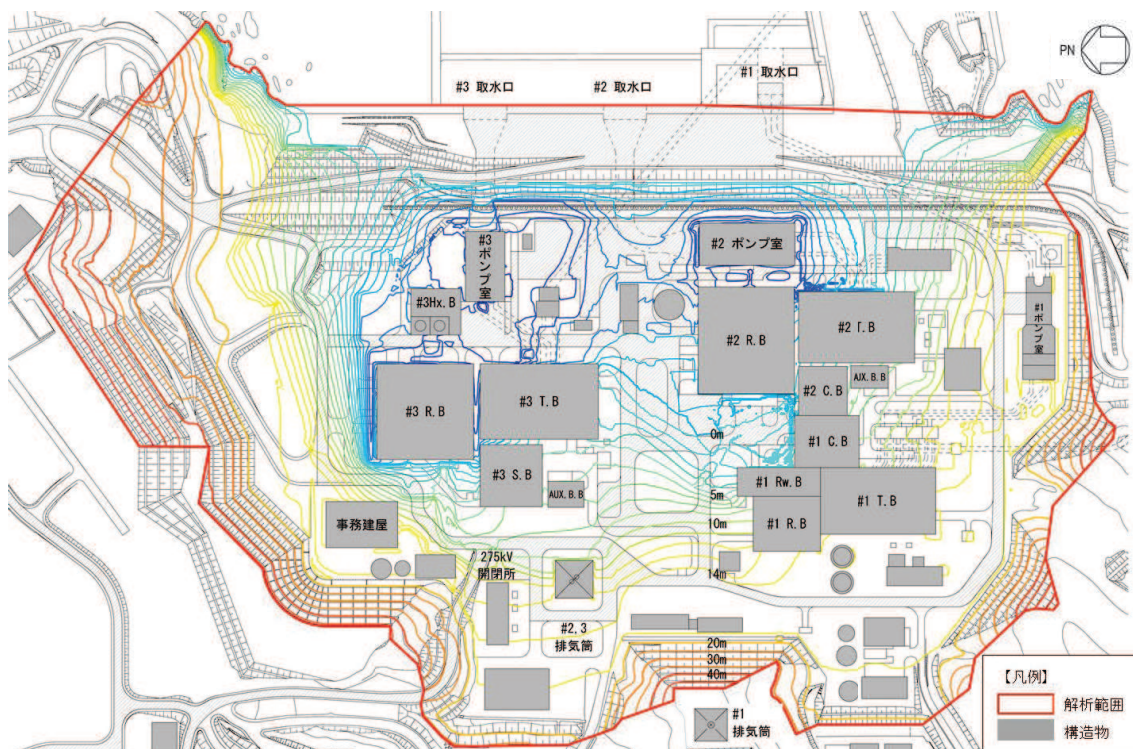 PN
#3 取水口
#2 取水口
#1 取水口
#3
ポンプ室
#2 ポンプ室
#3Hx.B
#1
ポンプ室
#2 R.B
#2 T.B
#3 R.B
#3 T.B
#2 C.B
AUX.B.B
0m
#1 C.B
#3 S.B
AUX.B.B
#1 Rw.B
5m
#1 T.B
事務建屋
10m
#1 R.B
275kV
開閉所
14m
#2,3
排気筒
20m
30m
40m
#1
排気筒
【凡例】
解析範囲
構造物